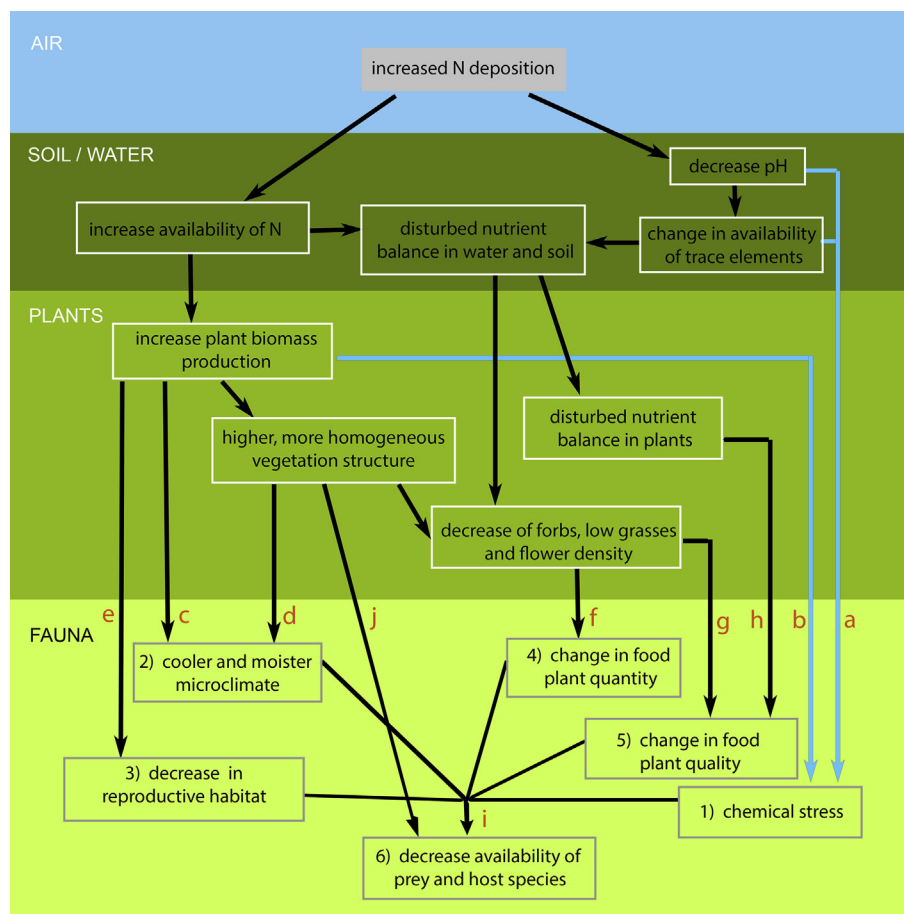 AIR
increased N deposition
SOIL / WATER
decrease pH
increase availability of N
disturbed nutrient
balance in water and soil
change in availability
of trace elements
PLANTS
increase plant biomass
production
disturbed nutrient
balance in plants
higher, more homogeneous
vegetation structure
decrease of forbs, low grasses
and flower density
e
c
d
j
f
g
h
b
a
FAUNA
2) cooler and moister
microclimate
4) change in food
plant quantity
5) change in food
plant quality
3) decrease in
reproductive habitat
1) chemical stress
i
6) decrease availability of
prey and host species